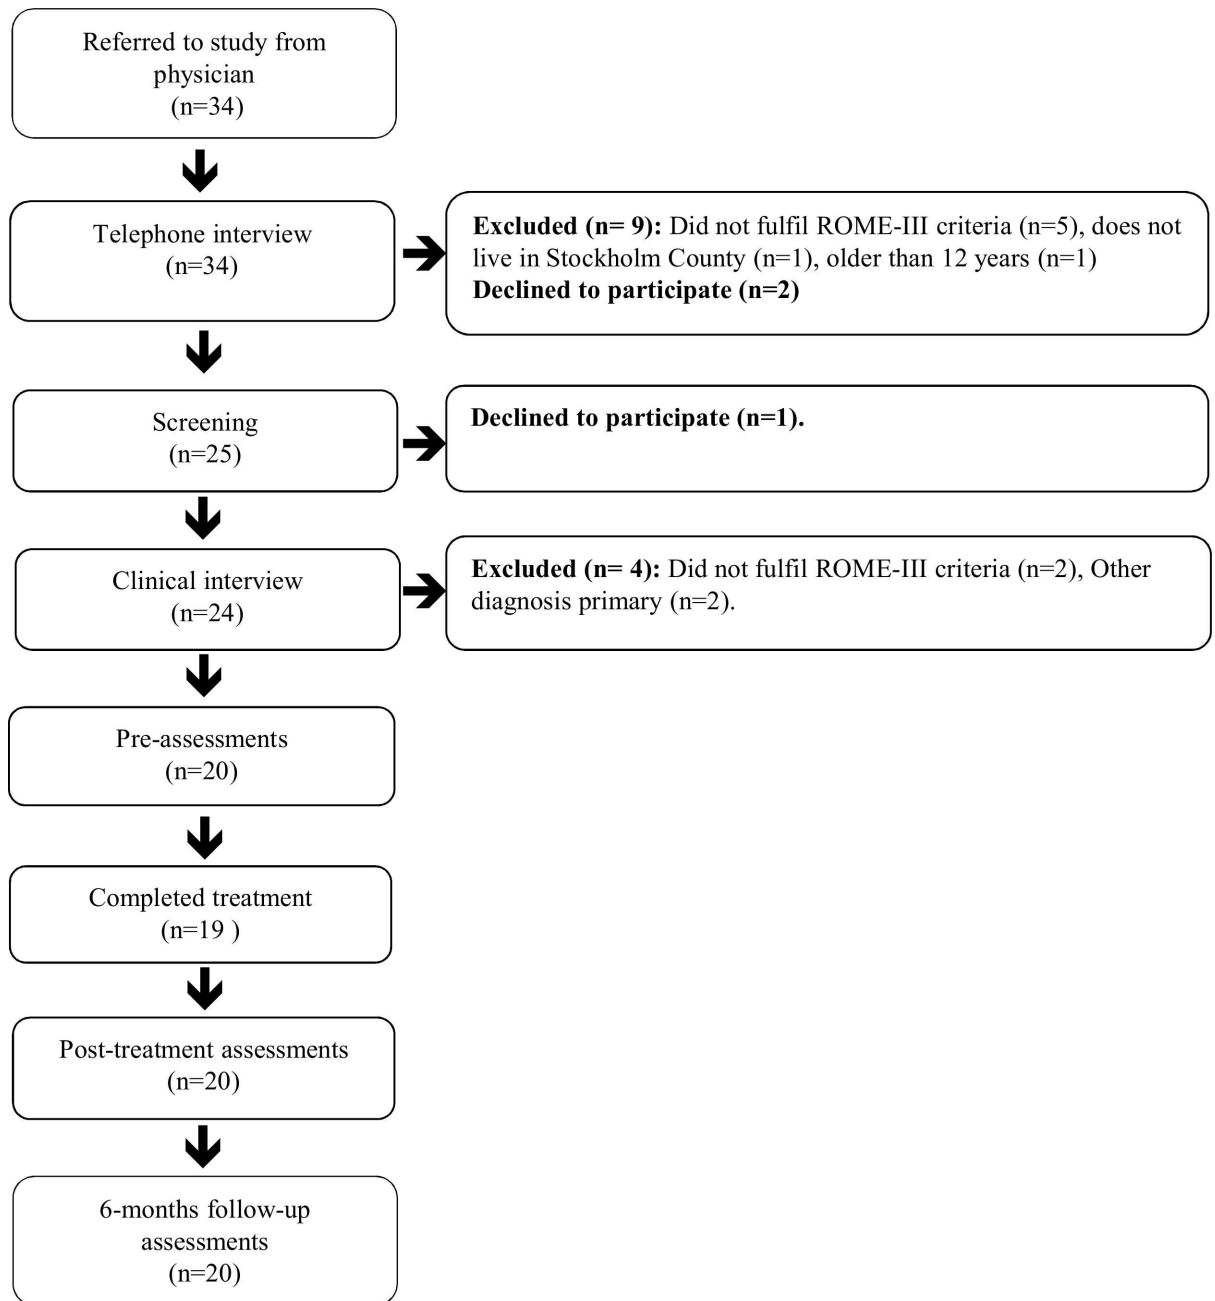 Referred to study from
physician
(n=34)
Telephone interview
(n=34)
Excluded (n= 9): Did not fulfil ROME-III criteria (n=5), does not
live in Stockholm County (n=1), older than 12 years (n=1)
Declined to participate (n=2)
Screening
(n=25)
Declined to participate (n=1).
Clinical interview
(n=24)
Excluded (n= 4): Did not fulfil ROME-III criteria (n=2), Other
diagnosis primary (n=2).
Pre-assessments
(n=20)
Completed treatment
(n=19 )
Post-treatment assessments
(n=20)
6-months follow-up
assessments
(n=20)